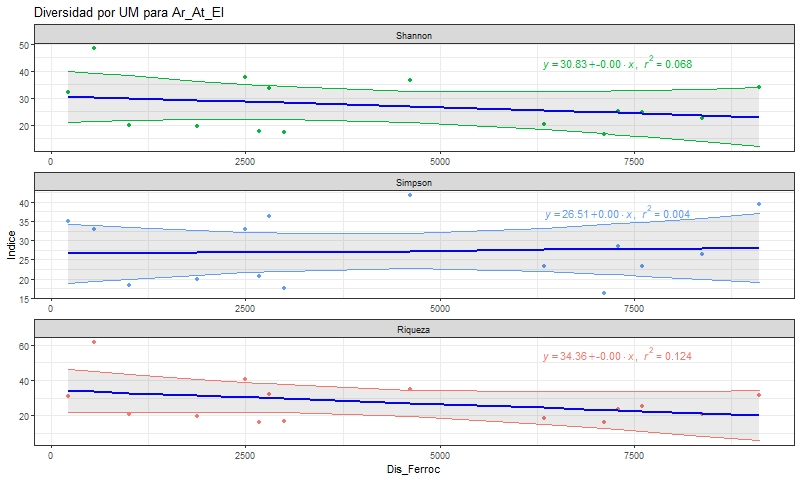 Diversidad por UM para Ar_At_El
Shannon
50
40
30
20
y = 30.83 + -0.00 · x, r² = 0.068
0 2500 5000 7500
Simpson
40
35
30
25
20
15
y = 26.51 + 0.00 · x, r² = 0.004
0 2500 5000 7500
Indice
Riqueza
60
40
20
y = 34.36 + -0.00 · x, r² = 0.124
0 2500 5000 7500
Dis_Ferroc